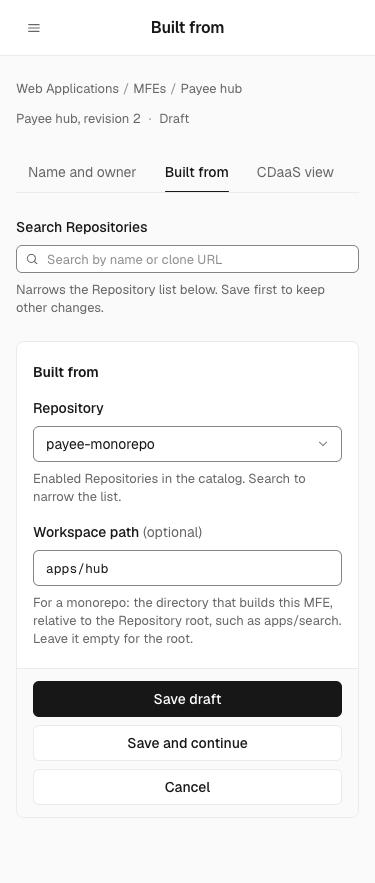 Built from
Web Applications / MFEs / Payee hub
Payee hub, revision 2 · Draft
Name and owner
Built from
CDaaS view
Search Repositories
Search by name or clone URL
Narrows the Repository list below. Save first to keep
other changes.
Built from
Repository
payee-monorepo
Enabled Repositories in the catalog. Search to
narrow the list.
Workspace path (optional)
apps/hub
For a monorepo: the directory that builds this MFE,
relative to the Repository root, such as apps/search.
Leave it empty for the root.
Save draft
Save and continue
Cancel